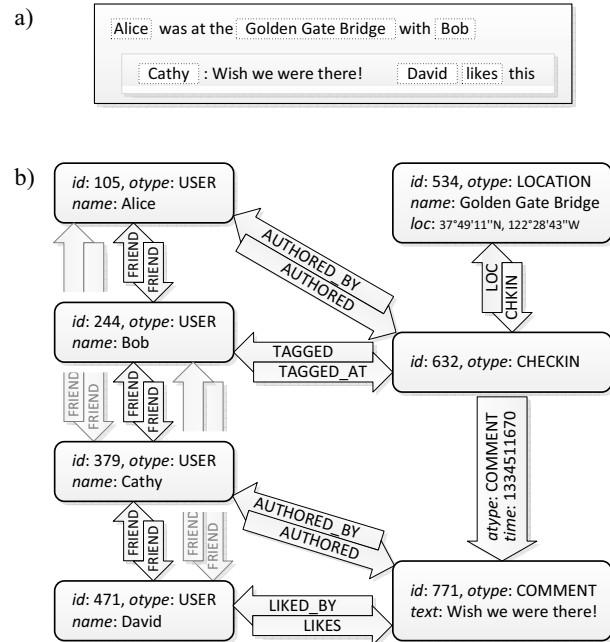 a)
Alice was at the Golden Gate Bridge with Bob
Cathy : Wish we were there! David likes this
b)
id: 105, otype: USER
name: Alice
id: 534, otype: LOCATION
name: Golden Gate Bridge
loc: 37°49'11"N, 122°28'43"W
FRIEND
FRIEND
AUTHORED_BY
AUTHORED
LOC
CHKIN
id: 244, otype: USER
name: Bob
TAGGED
TAGGED_AT
id: 632, otype: CHECKIN
FRIEND
FRIEND
FRIEND
FRIEND
atype: COMMENT
time: 1334511670
id: 379, otype: USER
name: Cathy
AUTHORED_BY
AUTHORED
FRIEND
FRIEND
FRIEND
FRIEND
id: 471, otype: USER
name: David
LIKED_BY
LIKES
id: 771, otype: COMMENT
text: Wish we were there!